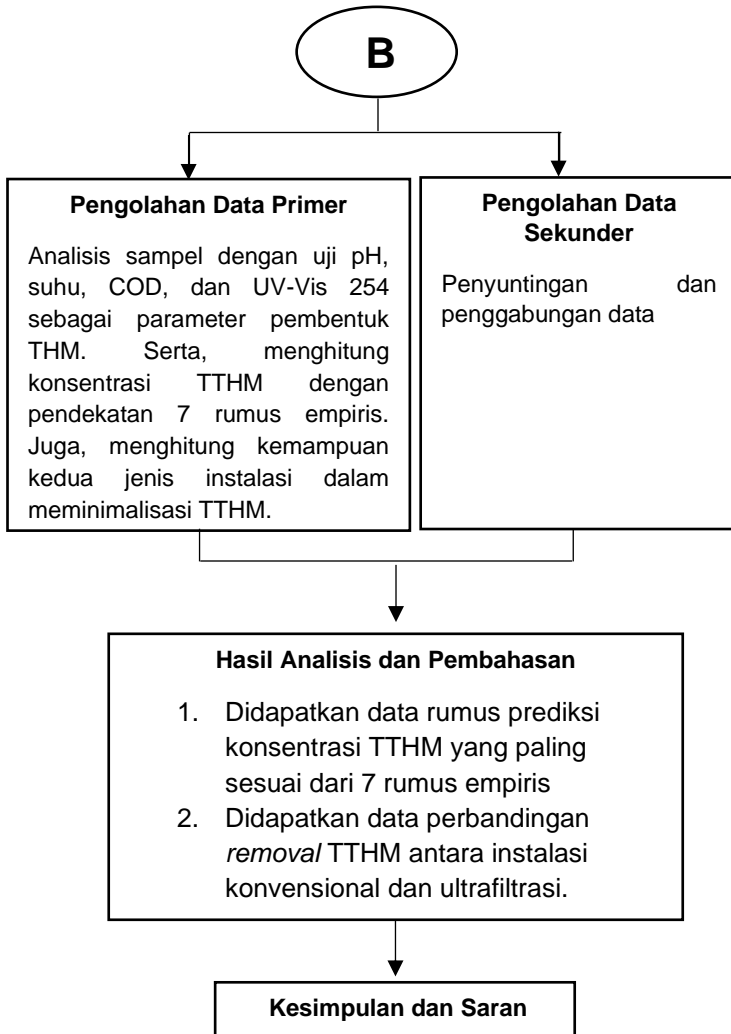 B
Pengolahan Data Primer
Analisis sampel dengan uji pH,
suhu, COD, dan UV-Vis 254
sebagai parameter pembentuk
THM. Serta, menghitung
konsentrasi TTHM dengan
pendekatan 7 rumus empiris.
Juga, menghitung kemampuan
kedua jenis instalasi dalam
meminimalisasi TTHM.
Pengolahan Data
Sekunder
Penyuntingan dan
penggabungan data
Hasil Analisis dan Pembahasan
1. Didapatkan data rumus prediksi
konsentrasi TTHM yang paling
sesuai dari 7 rumus empiris
2. Didapatkan data perbandingan
removal TTHM antara instalasi
konvensional dan ultrafiltrasi.
Kesimpulan dan Saran